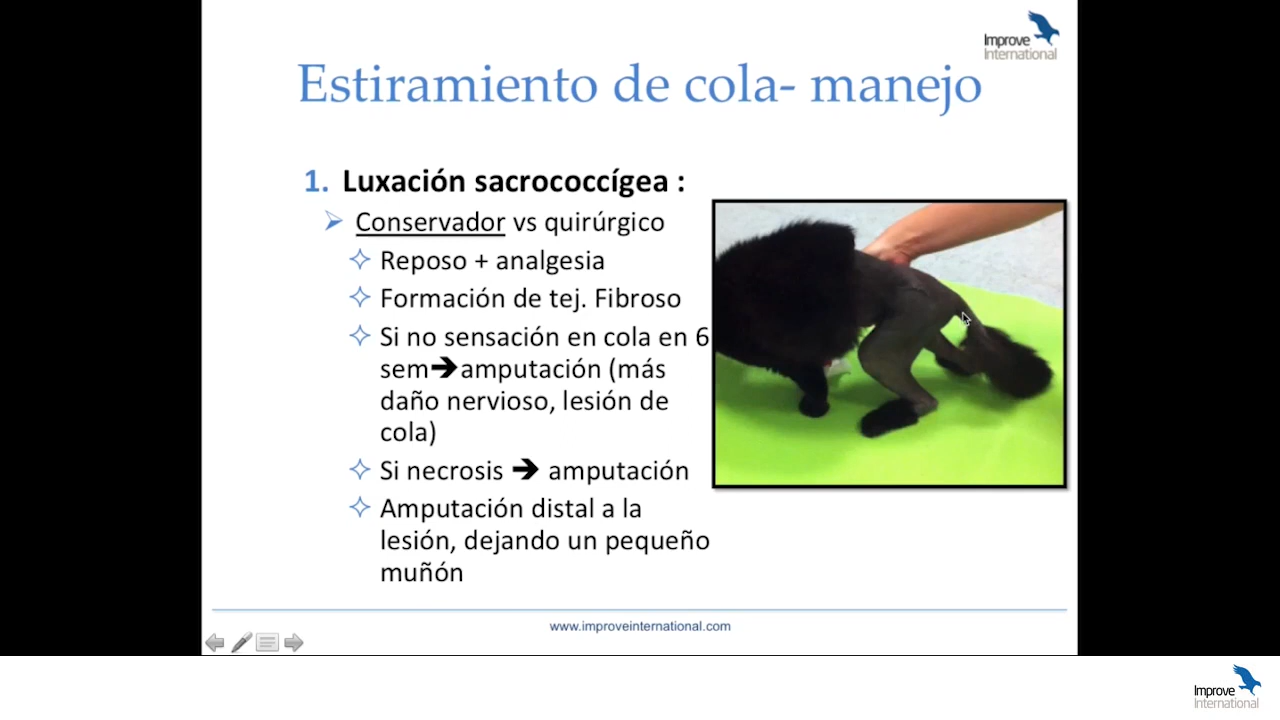 Improve
International
Estiramiento de cola- manejo
1. Luxación sacrococcígea :
Conservador vs quirúrgico
Reposo + analgesia
Formación de tej. Fibroso
Si no sensación en cola en 6
sem➔amputación (más
daño nervioso, lesión de
cola)
Si necrosis ➔ amputación
Amputación distal a la
lesión, dejando un pequeño
muñón
www.improveinternational.com
Improve
International